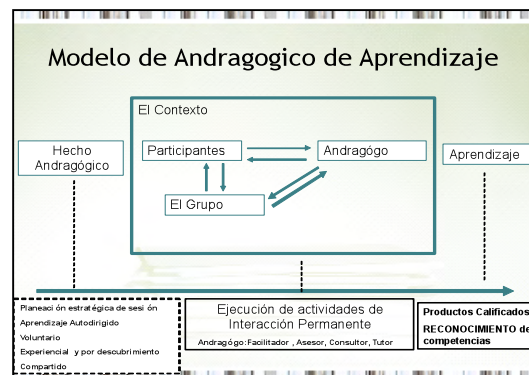 Modelo de Andragogico de Aprendizaje
El Contexto
Hecho
Andragógico
Participantes
Andragógo
Aprendizaje
El Grupo
Planeación estratégica de sesión
Aprendizaje Autodirigido
Voluntario
Experiencial y por descubrimiento
Compartido
Ejecución de actividades de
Interacción Permanente
Andragógo:Facilitador , Asesor, Consultor, Tutor
Productos Calificados
RECONOCIMIENTO de
competencias